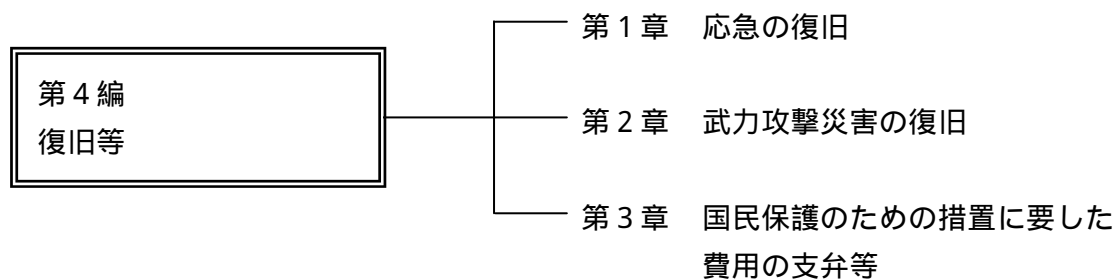 第４編
復旧等
第１章　応急の復旧
第２章　武力攻撃災害の復旧
第３章　国民保護のための措置に要した
費用の支弁等